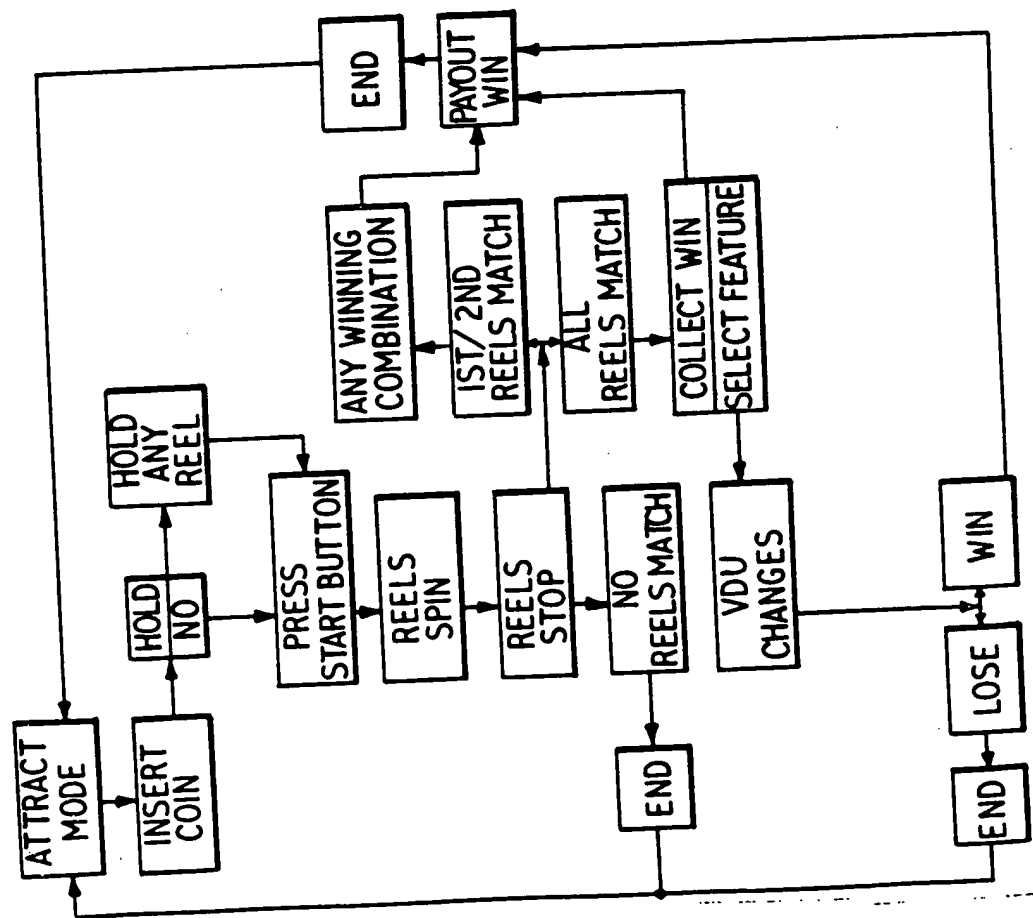 ATTRACT
MODE
INSERT
COIN
HOLD
NO
HOLD
ANY
REEL
PRESS
START BUTTON
REELS
SPIN
REELS
STOP
NO
REELS MATCH
END
ANY WINNING
COMBINATION
1ST/2ND
REELS MATCH
ALL
REELS MATCH
COLLECT WIN
SELECT FEATURE
PAYOUT
WIN
END
VDU
CHANGES
WIN
LOSE
END